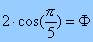 2·cos(π/5) = Φ